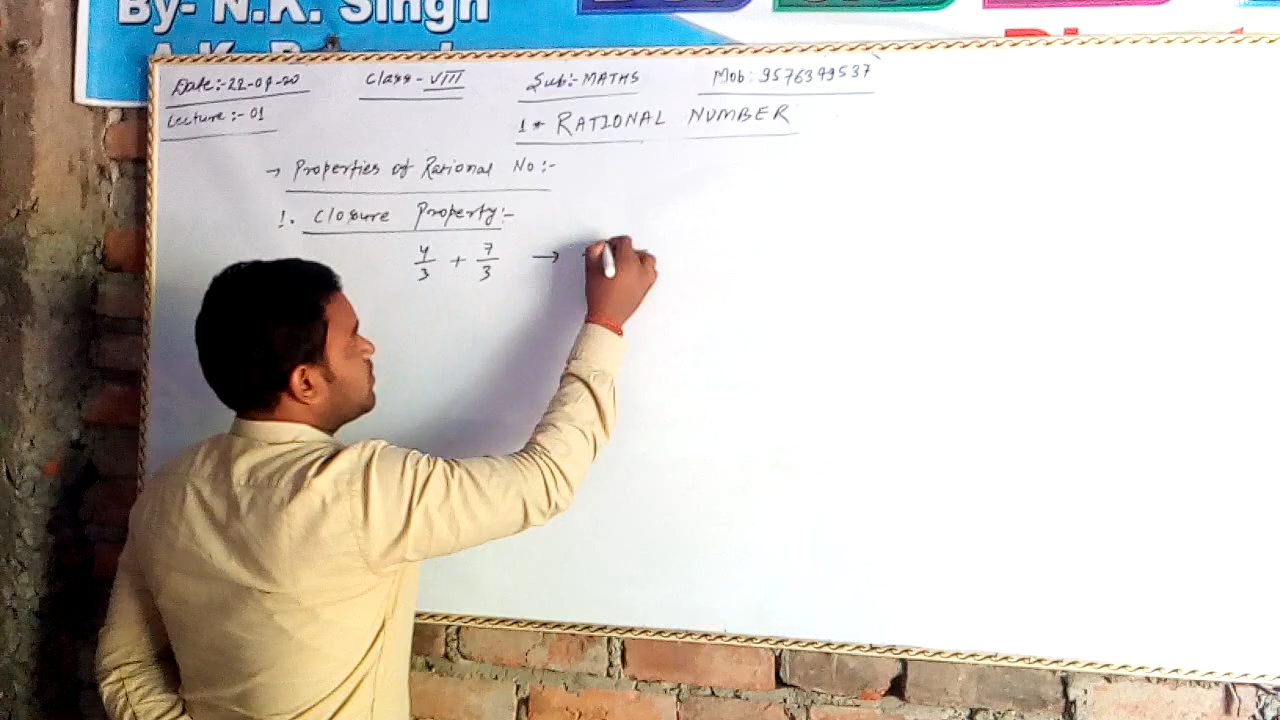 By- N.K. Singh
A.K.
Date:-22-09-20 Class - VIII Sub:- MATHS Mob: 9576399537
Lecture :- 01 1* RATIONAL NUMBER
→ Properties of Rational No:-
1. Closure Property:-
4/3 + 7/3 →